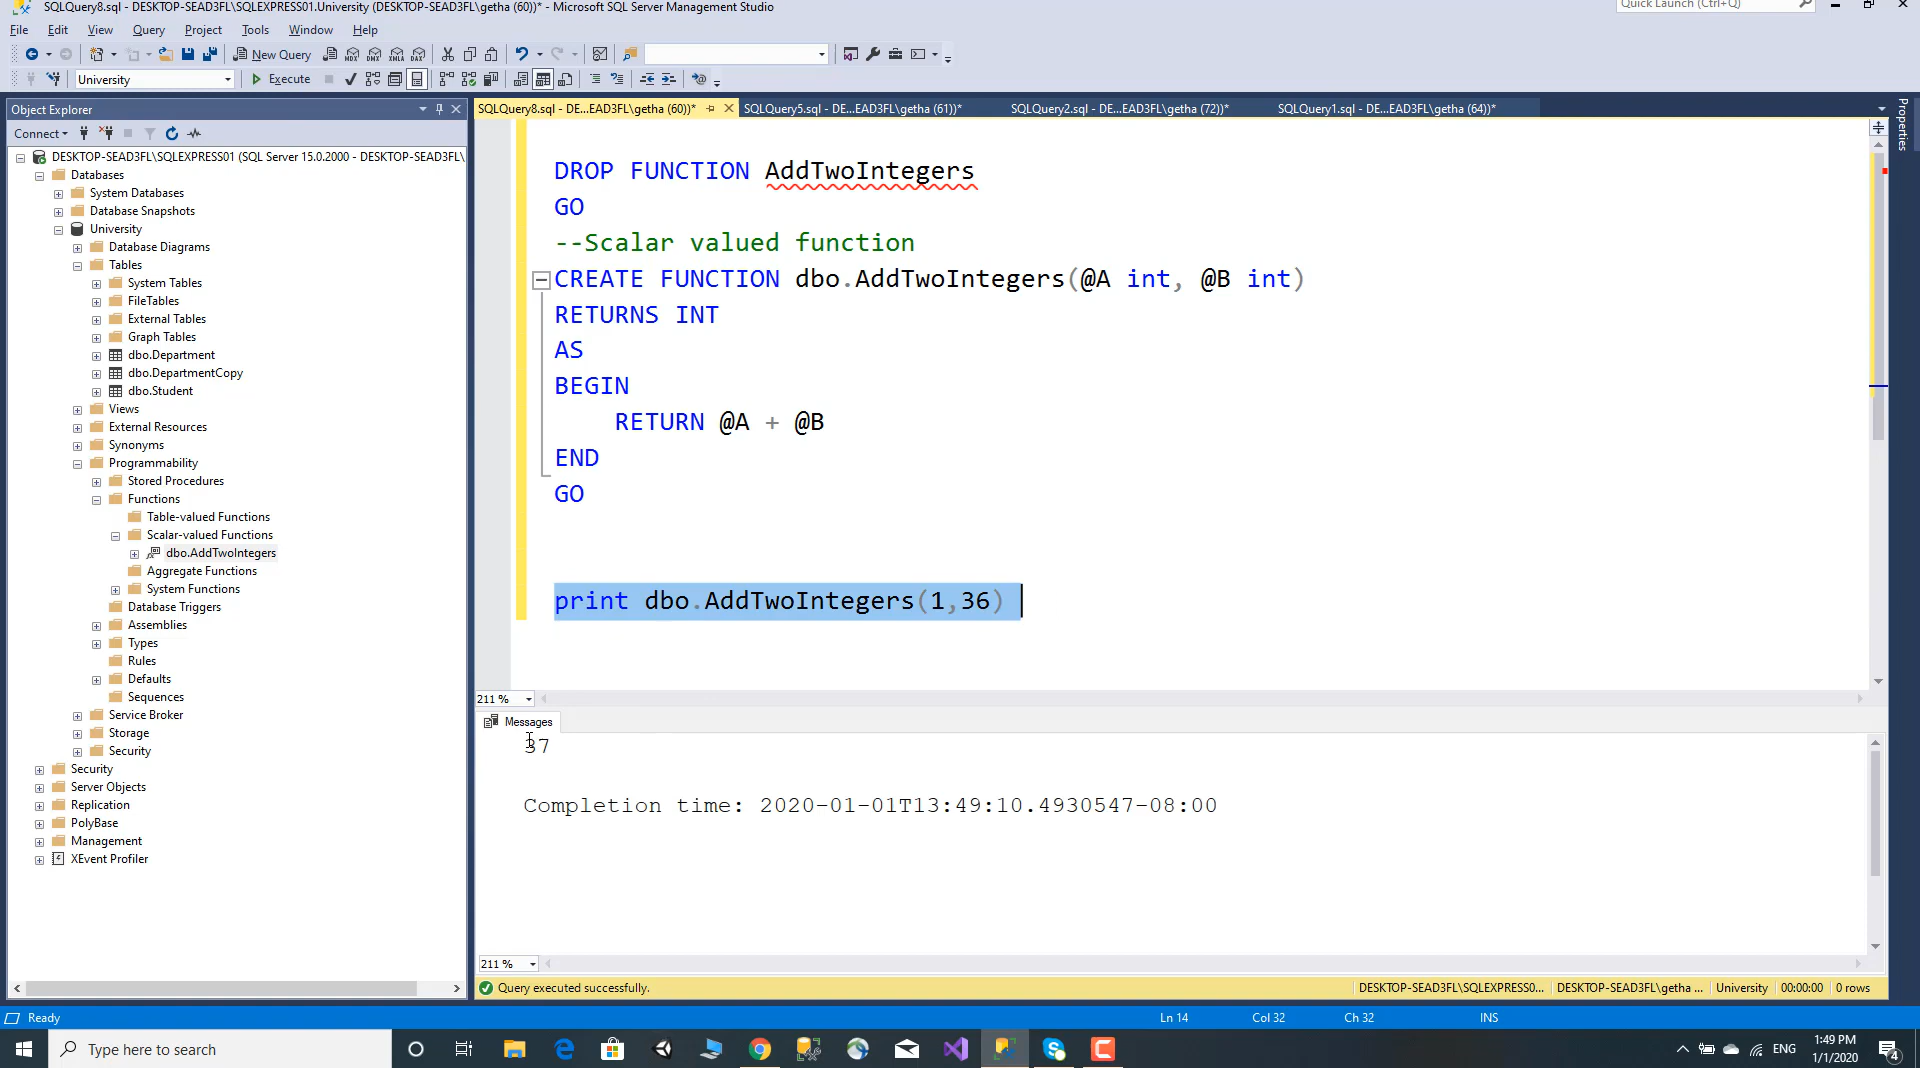 SQLQuery8.sql - DESKTOP-SEAD3FL\SQLEXPRESS01.University (DESKTOP-SEAD3FL\getha (60))* - Microsoft SQL Server Management Studio
Quick Launch (Ctrl+Q)
File Edit View Query Project Tools Window Help
New Query
University Execute
Object Explorer
Connect
DESKTOP-SEAD3FL\SQLEXPRESS01 (SQL Server 15.0.2000 - DESKTOP-SEAD3FL\
Databases
System Databases
Database Snapshots
University
Database Diagrams
Tables
System Tables
FileTables
External Tables
Graph Tables
dbo.Department
dbo.DepartmentCopy
dbo.Student
Views
External Resources
Synonyms
Programmability
Stored Procedures
Functions
Table-valued Functions
Scalar-valued Functions
dbo.AddTwoIntegers
Aggregate Functions
System Functions
Database Triggers
Assemblies
Types
Rules
Defaults
Sequences
Service Broker
Storage
Security
Security
Server Objects
Replication
PolyBase
Management
XEvent Profiler
SQLQuery8.sql - DE...EAD3FL\getha (60))* SQLQuery5.sql - DE...EAD3FL\getha (61))* SQLQuery2.sql - DE...EAD3FL\getha (72))* SQLQuery1.sql - DE...EAD3FL\getha (64))*
Properties
DROP FUNCTION AddTwoIntegers
GO
--Scalar valued function
CREATE FUNCTION dbo.AddTwoIntegers(@A int, @B int)
RETURNS INT
AS
BEGIN
RETURN @A + @B
END
GO
print dbo.AddTwoIntegers(1,36)
211 %
Messages
37
Completion time: 2020-01-01T13:49:10.4930547-08:00
211 %
Query executed successfully. DESKTOP-SEAD3FL\SQLEXPRESS0... DESKTOP-SEAD3FL\getha ... University 00:00:00 0 rows
Ready Ln 14 Col 32 Ch 32 INS
Type here to search
ENG
1:49 PM
1/1/2020
4